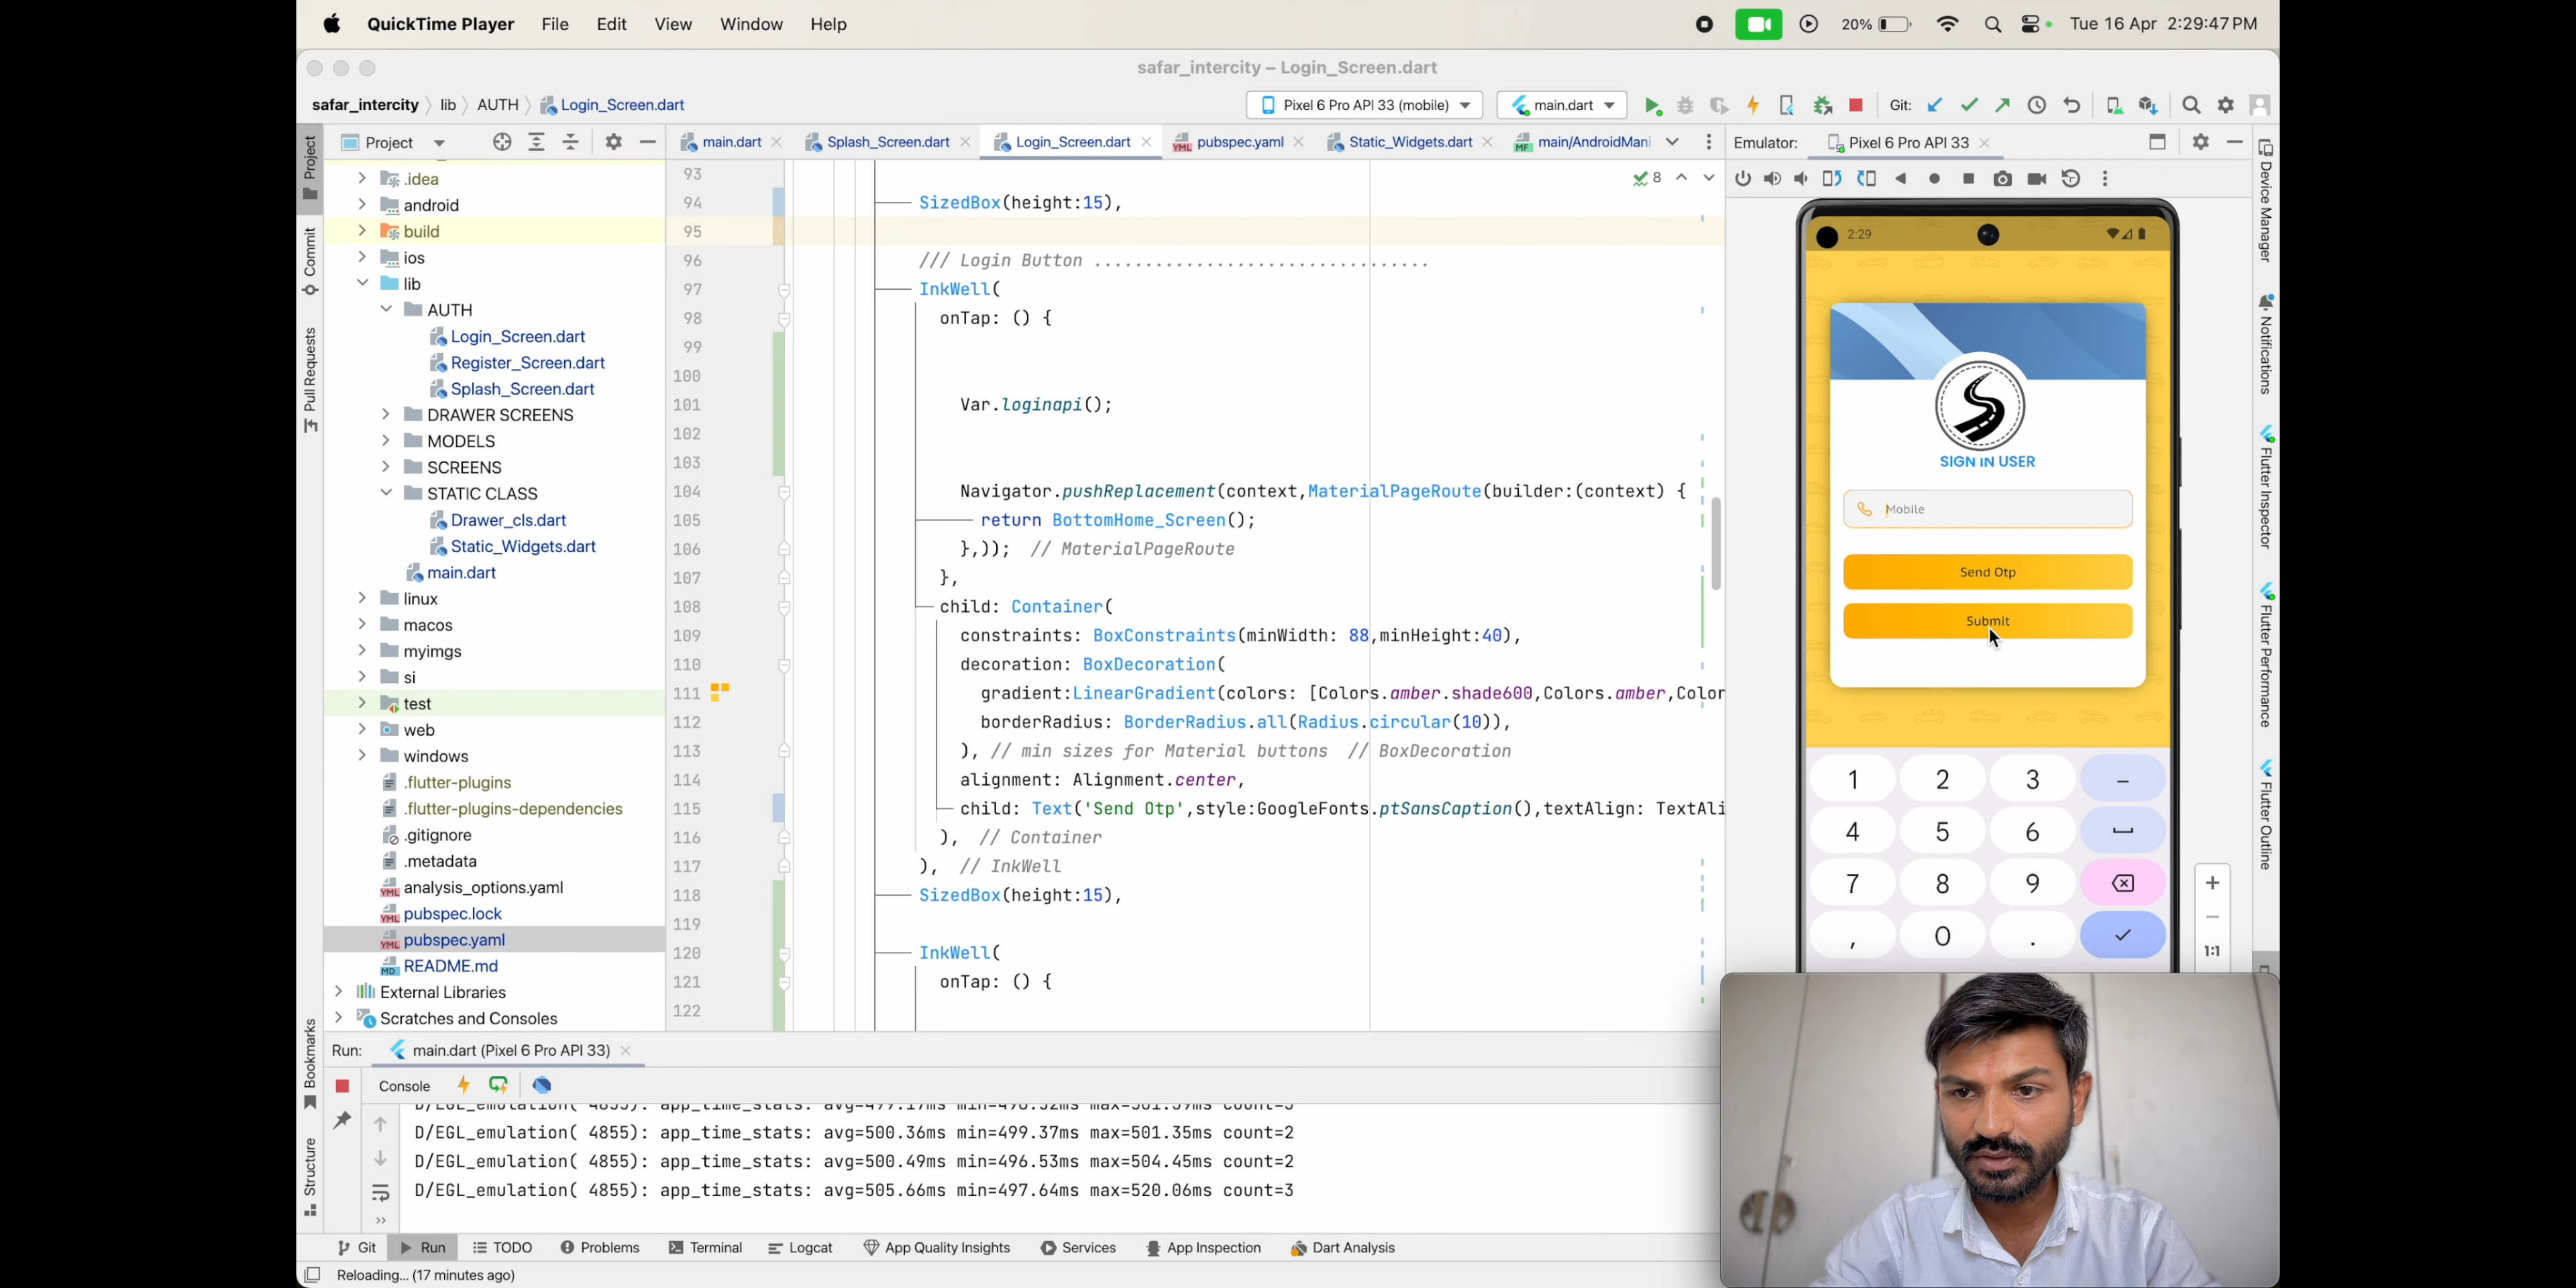 QuickTime Player File Edit View Window Help
20% Tue 16 Apr 2:29:47 PM
safar_intercity – Login_Screen.dart
safar_intercity lib AUTH Login_Screen.dart
Pixel 6 Pro API 33 (mobile) main.dart Git:
Project
main.dart Splash_Screen.dart Login_Screen.dart pubspec.yaml Static_Widgets.dart main/AndroidMani
Emulator: Pixel 6 Pro API 33
Project
Commit
Pull Requests
Bookmarks
Structure
.idea
android
build
ios
lib
AUTH
Login_Screen.dart
Register_Screen.dart
Splash_Screen.dart
DRAWER SCREENS
MODELS
SCREENS
STATIC CLASS
Drawer_cls.dart
Static_Widgets.dart
main.dart
linux
macos
myimgs
si
test
web
windows
.flutter-plugins
.flutter-plugins-dependencies
.gitignore
.metadata
analysis_options.yaml
pubspec.lock
pubspec.yaml
README.md
External Libraries
Scratches and Consoles
8
93
94 SizedBox(height:15),
95
96 /// Login Button .................................
97 InkWell(
98 onTap: () {
99
100
101 Var.loginapi();
102
103
104 Navigator.pushReplacement(context,MaterialPageRoute(builder:(context) {
105 return BottomHome_Screen();
106 },)); // MaterialPageRoute
107 },
108 child: Container(
109 constraints: BoxConstraints(minWidth: 88,minHeight:40),
110 decoration: BoxDecoration(
111 gradient:LinearGradient(colors: [Colors.amber.shade600,Colors.amber,Color
112 borderRadius: BorderRadius.all(Radius.circular(10)),
113 ), // min sizes for Material buttons // BoxDecoration
114 alignment: Alignment.center,
115 child: Text('Send Otp',style:GoogleFonts.ptSansCaption(),textAlign: TextAli
116 ), // Container
117 ), // InkWell
118 SizedBox(height:15),
119
120 InkWell(
121 onTap: () {
122
2:29
SIGN IN USER
Mobile
Send Otp
Submit
1 2 3 –
4 5 6
7 8 9
, 0 .
1:1
Device Manager
Notifications
Flutter Inspector
Flutter Performance
Flutter Outline
Run: main.dart (Pixel 6 Pro API 33)
Console
D/EGL_emulation( 4855): app_time_stats: avg=500.36ms min=499.37ms max=501.35ms count=2
D/EGL_emulation( 4855): app_time_stats: avg=500.49ms min=496.53ms max=504.45ms count=2
D/EGL_emulation( 4855): app_time_stats: avg=505.66ms min=497.64ms max=520.06ms count=3
Git Run TODO Problems Terminal Logcat App Quality Insights Services App Inspection Dart Analysis
Reloading... (17 minutes ago)